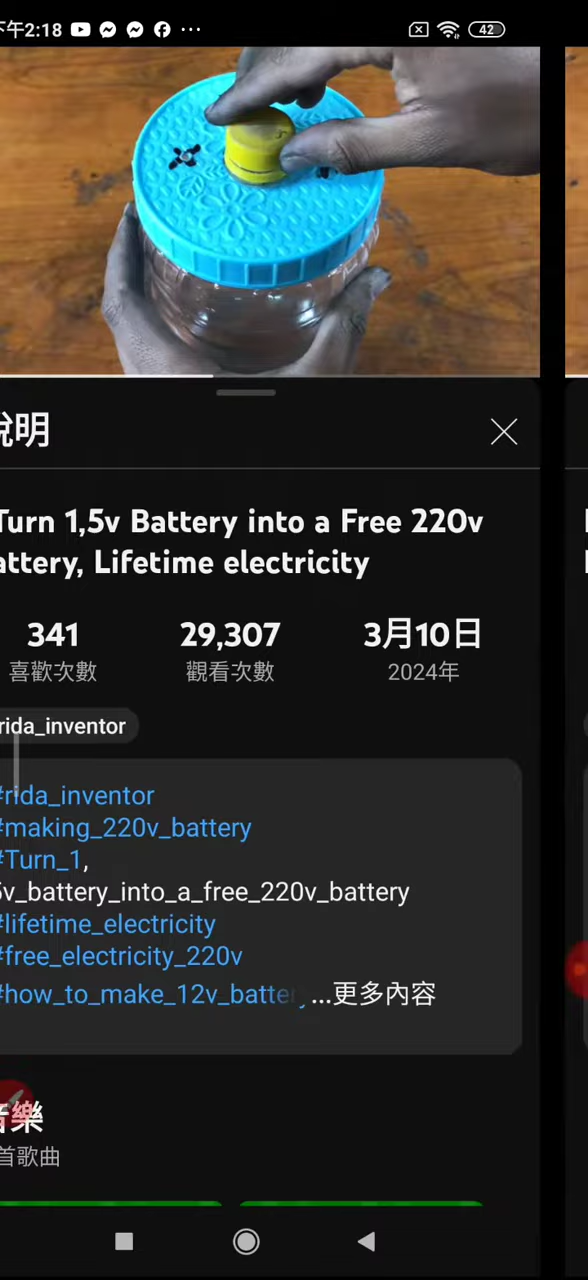 下午2:18
42
說明
Turn 1,5v Battery into a Free 220v
attery, Lifetime electricity
341
29,307
3月10日
喜歡次數
觀看次數
2024年
rida_inventor
#rida_inventor
#making_220v_battery
#Turn_1,
5v_battery_into_a_free_220v_battery
#lifetime_electricity
#free_electricity_220v
#how_to_make_12v_batter ...更多內容
音樂
首歌曲